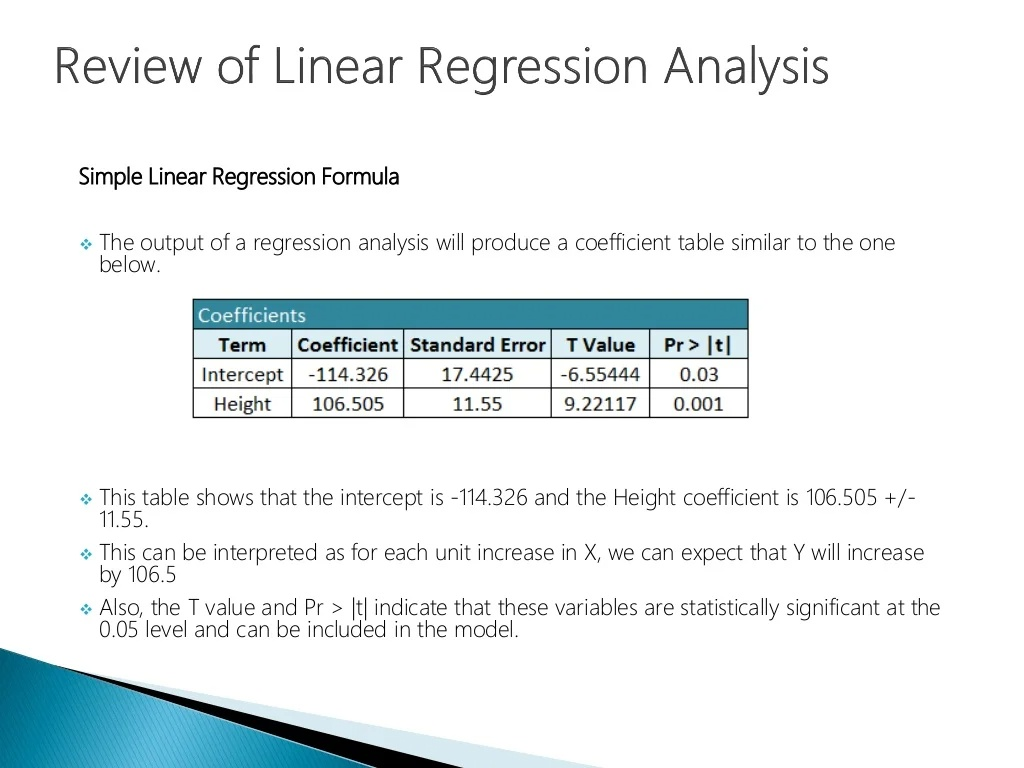 Review of Linear Regression Analysis
Simple Linear Regression Formula
The output of a regression analysis will produce a coefficient table similar to the one
below.
Coefficients
Term Coefficient Standard Error T Value Pr > |t|
Intercept -114.326 17.4425 -6.55444 0.03
Height 106.505 11.55 9.22117 0.001
This table shows that the intercept is -114.326 and the Height coefficient is 106.505 +/-
11.55.
This can be interpreted as for each unit increase in X, we can expect that Y will increase
by 106.5
Also, the T value and Pr > |t| indicate that these variables are statistically significant at the
0.05 level and can be included in the model.